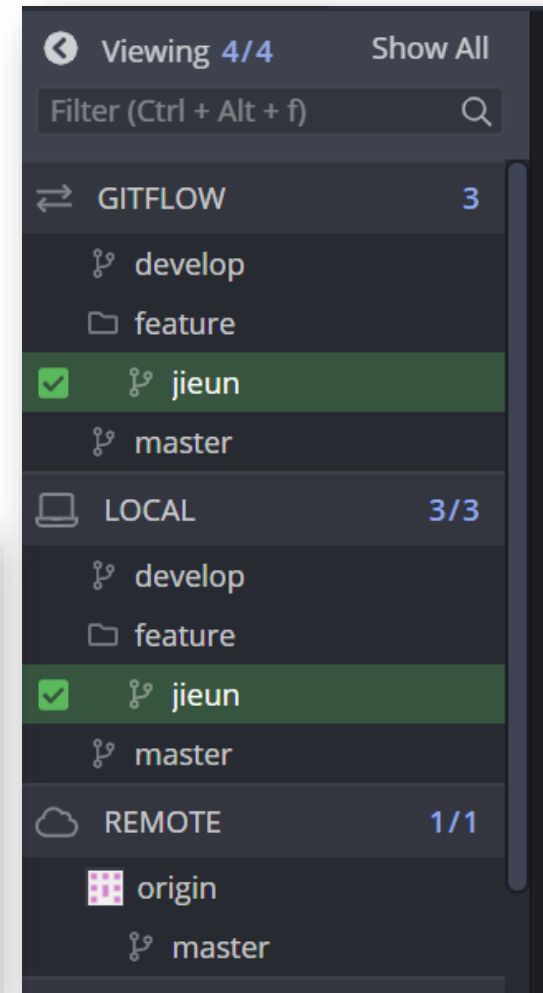 Viewing 4/4 Show All
Filter (Ctrl + Alt + f)
GITFLOW 3
develop
feature
jieun
master
LOCAL 3/3
develop
feature
jieun
master
REMOTE 1/1
origin
master